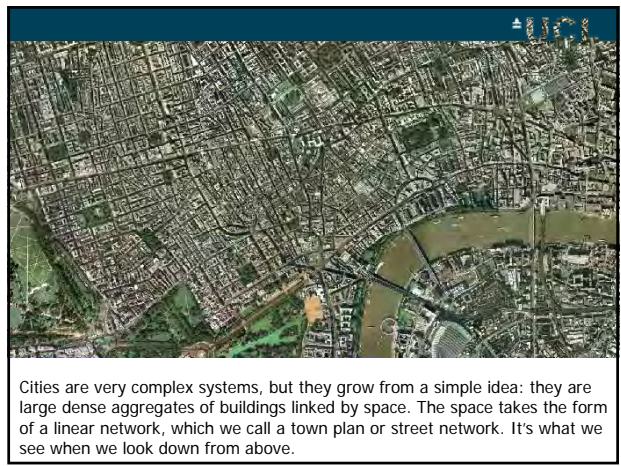 UCL
Cities are very complex systems, but they grow from a simple idea: they are
large dense aggregates of buildings linked by space. The space takes the form
of a linear network, which we call a town plan or street network. It's what we
see when we look down from above.